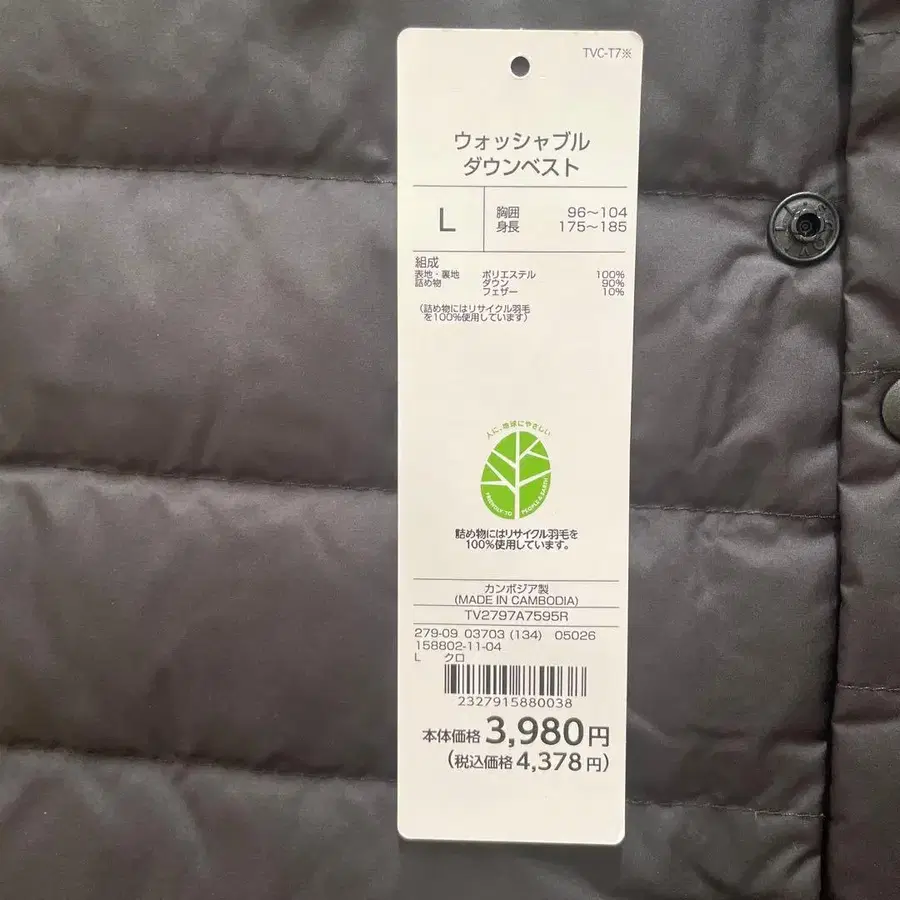 TVC-T7※
ウォッシャブル
ダウンベスト
L 胸囲 96～104
身長 175～185
組成
表地・裏地 ポリエステル 100%
詰め物 ダウン 90%
フェザー 10%
(詰め物にはリサイクル羽毛
を100%使用しています)
人に、地球にやさしい
FRIENDLY TO PEOPLE & EARTH
詰め物にはリサイクル羽毛を
100%使用しています。
カンボジア製
(MADE IN CAMBODIA)
TV2797A7595R
279-09 03703 (134) 05026
158802-11-04
L クロ
2327915880038
本体価格 3,980円
(税込価格 4,378円)